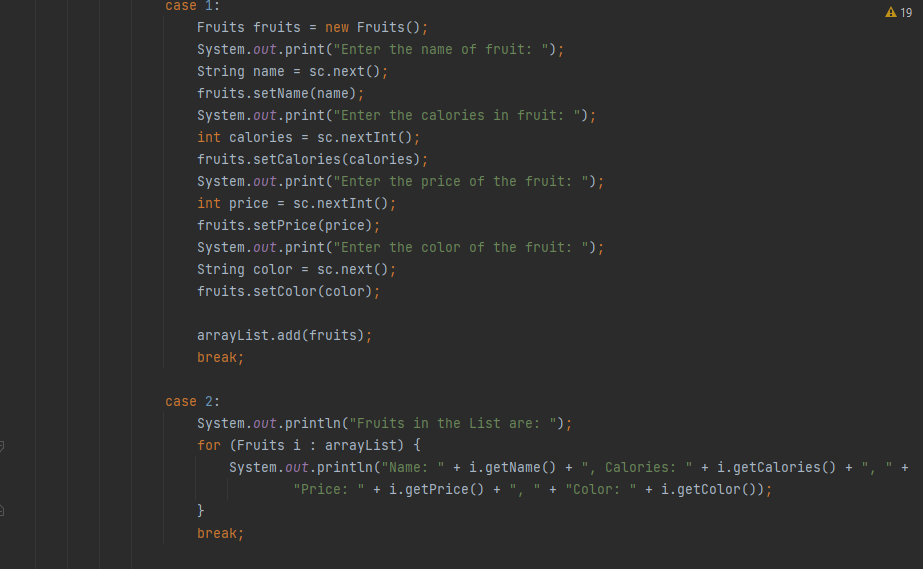 case 1:
Fruits fruits = new Fruits();
System.out.print("Enter the name of fruit: ");
String name = sc.next();
fruits.setName(name);
System.out.print("Enter the calories in fruit: ");
int calories = sc.nextInt();
fruits.setCalories(calories);
System.out.print("Enter the price of the fruit: ");
int price = sc.nextInt();
fruits.setPrice(price);
System.out.print("Enter the color of the fruit: ");
String color = sc.next();
fruits.setColor(color);
arrayList.add(fruits);
break;
case 2:
System.out.println("Fruits in the List are: ");
for (Fruits i : arrayList) {
System.out.println("Name: " + i.getName() + ", Calories: " + i.getCalories() + ", " +
"Price: " + i.getPrice() + ", " + "Color: " + i.getColor());
}
break;
19